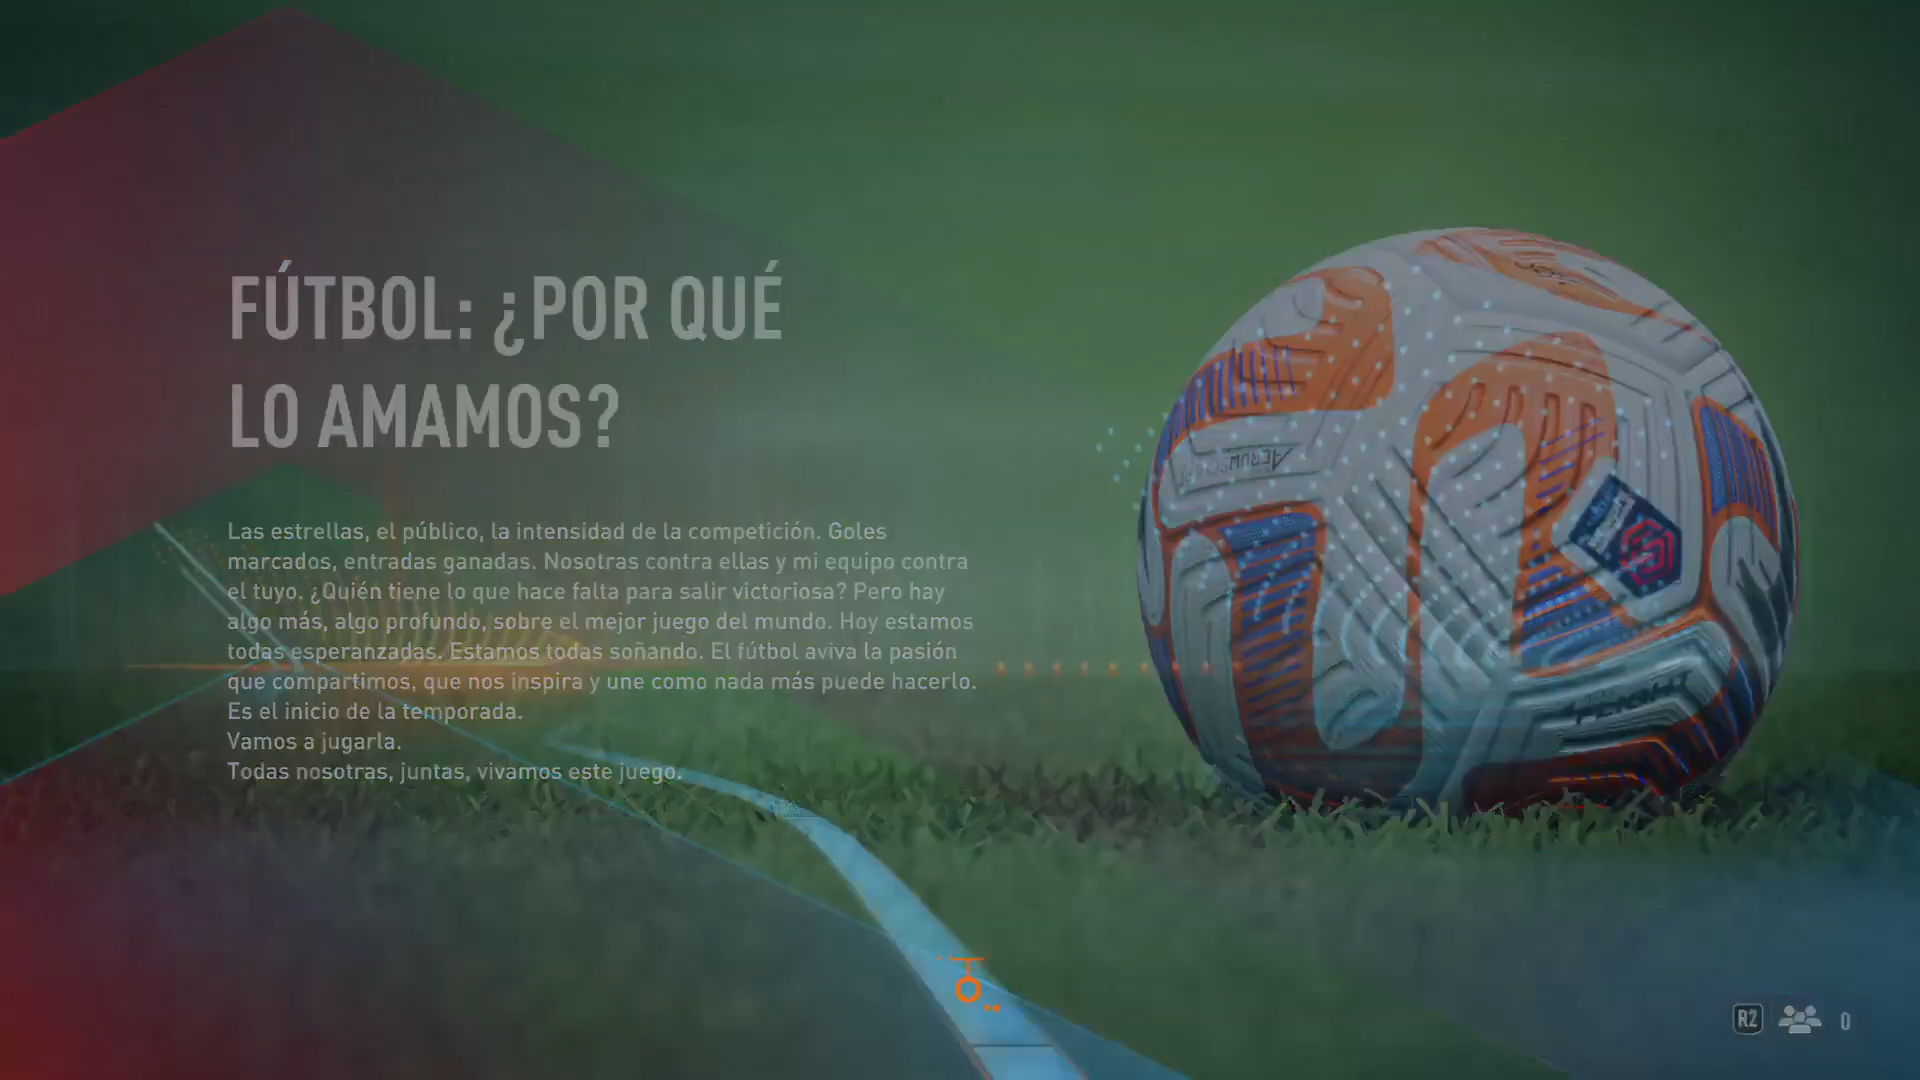 FÚTBOL: ¿POR QUÉ
LO AMAMOS?
Las estrellas, el público, la intensidad de la competición. Goles
marcados, entradas ganadas. Nosotras contra ellas y mi equipo contra
el tuyo. ¿Quién tiene lo que hace falta para salir victoriosa? Pero hay
algo más, algo profundo, sobre el mejor juego del mundo. Hoy estamos
todas esperanzadas. Estamos todas soñando. El fútbol aviva la pasión
que compartimos, que nos inspira y une como nada más puede hacerlo.
Es el inicio de la temporada.
Vamos a jugarla.
Todas nosotras, juntas, vivamos este juego.
FLIGHT
R2 0